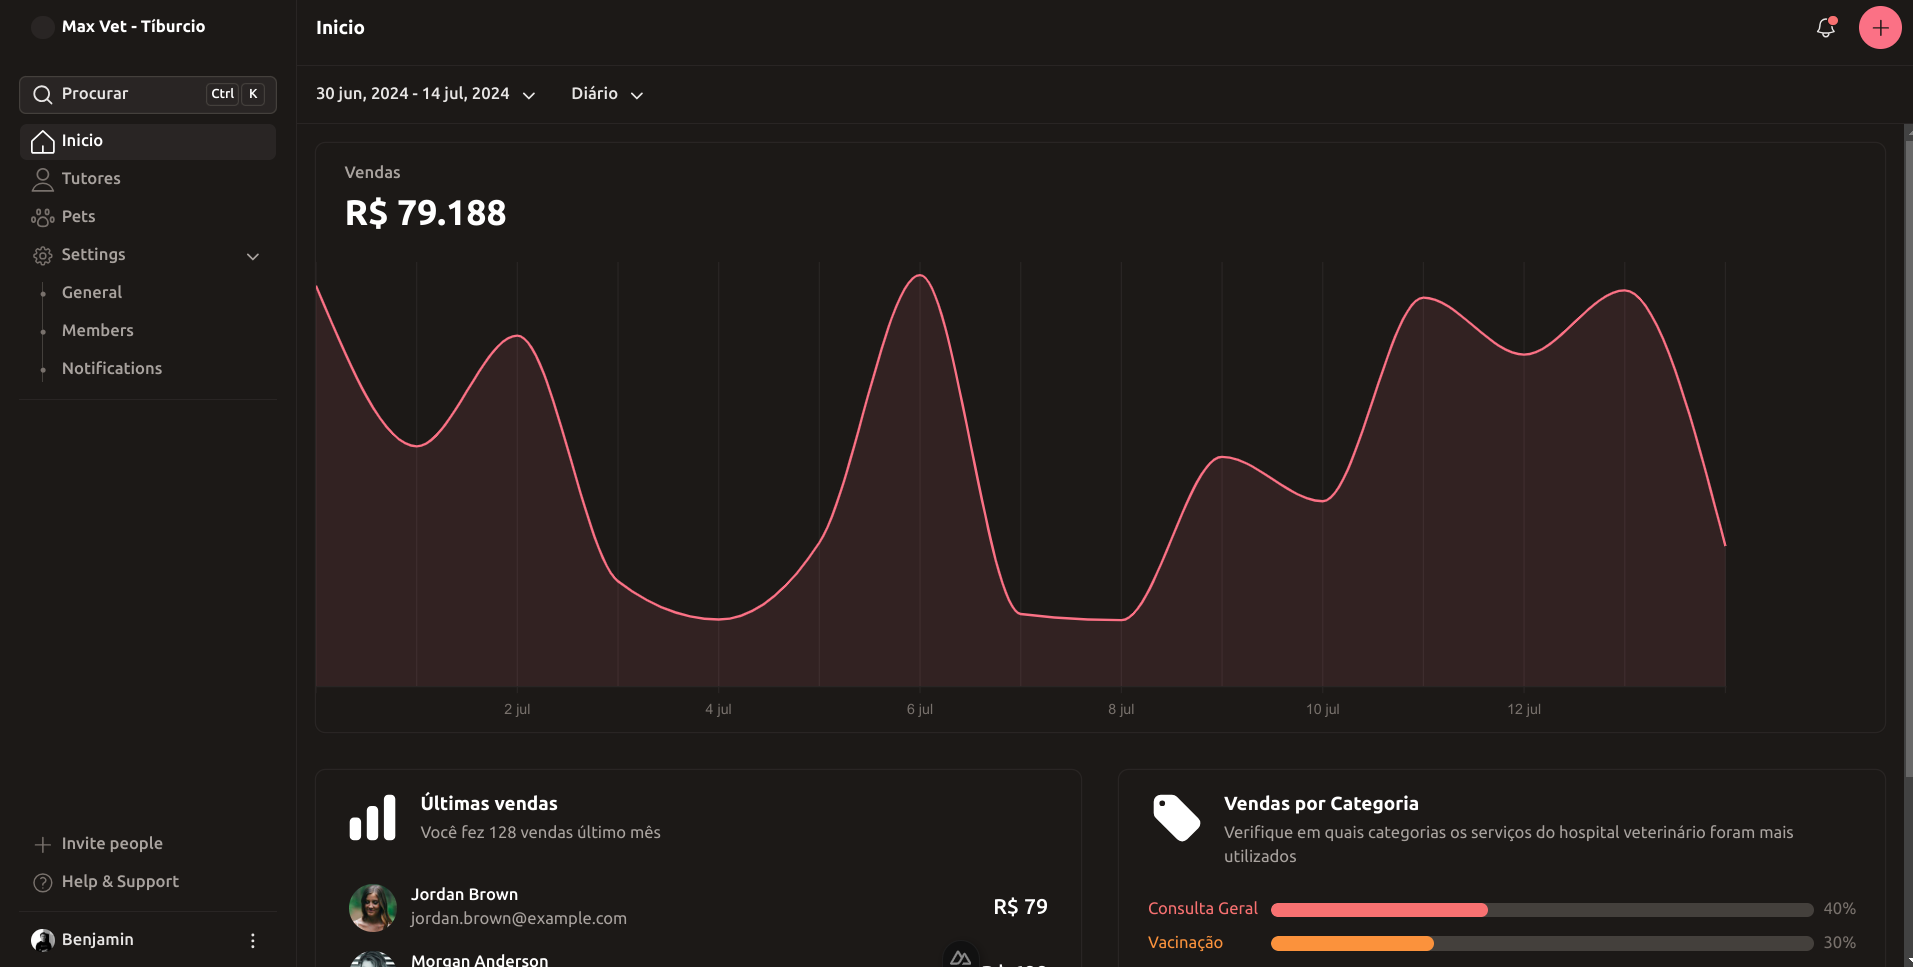 Max Vet - Tíburcio
Procurar
Ctrl K
Inicio
Tutores
Pets
Settings
General
Members
Notifications
Invite people
Help & Support
Benjamin
Inicio
30 jun, 2024 - 14 jul, 2024
Diário
Vendas
R$ 79.188
2 jul
4 jul
6 jul
8 jul
10 jul
12 jul
Últimas vendas
Você fez 128 vendas último mês
Jordan Brown
jordan.brown@example.com
R$ 79
Morgan Anderson
Vendas por Categoria
Verifique em quais categorias os serviços do hospital veterinário foram mais
utilizados
Consulta Geral
40%
Vacinação
30%